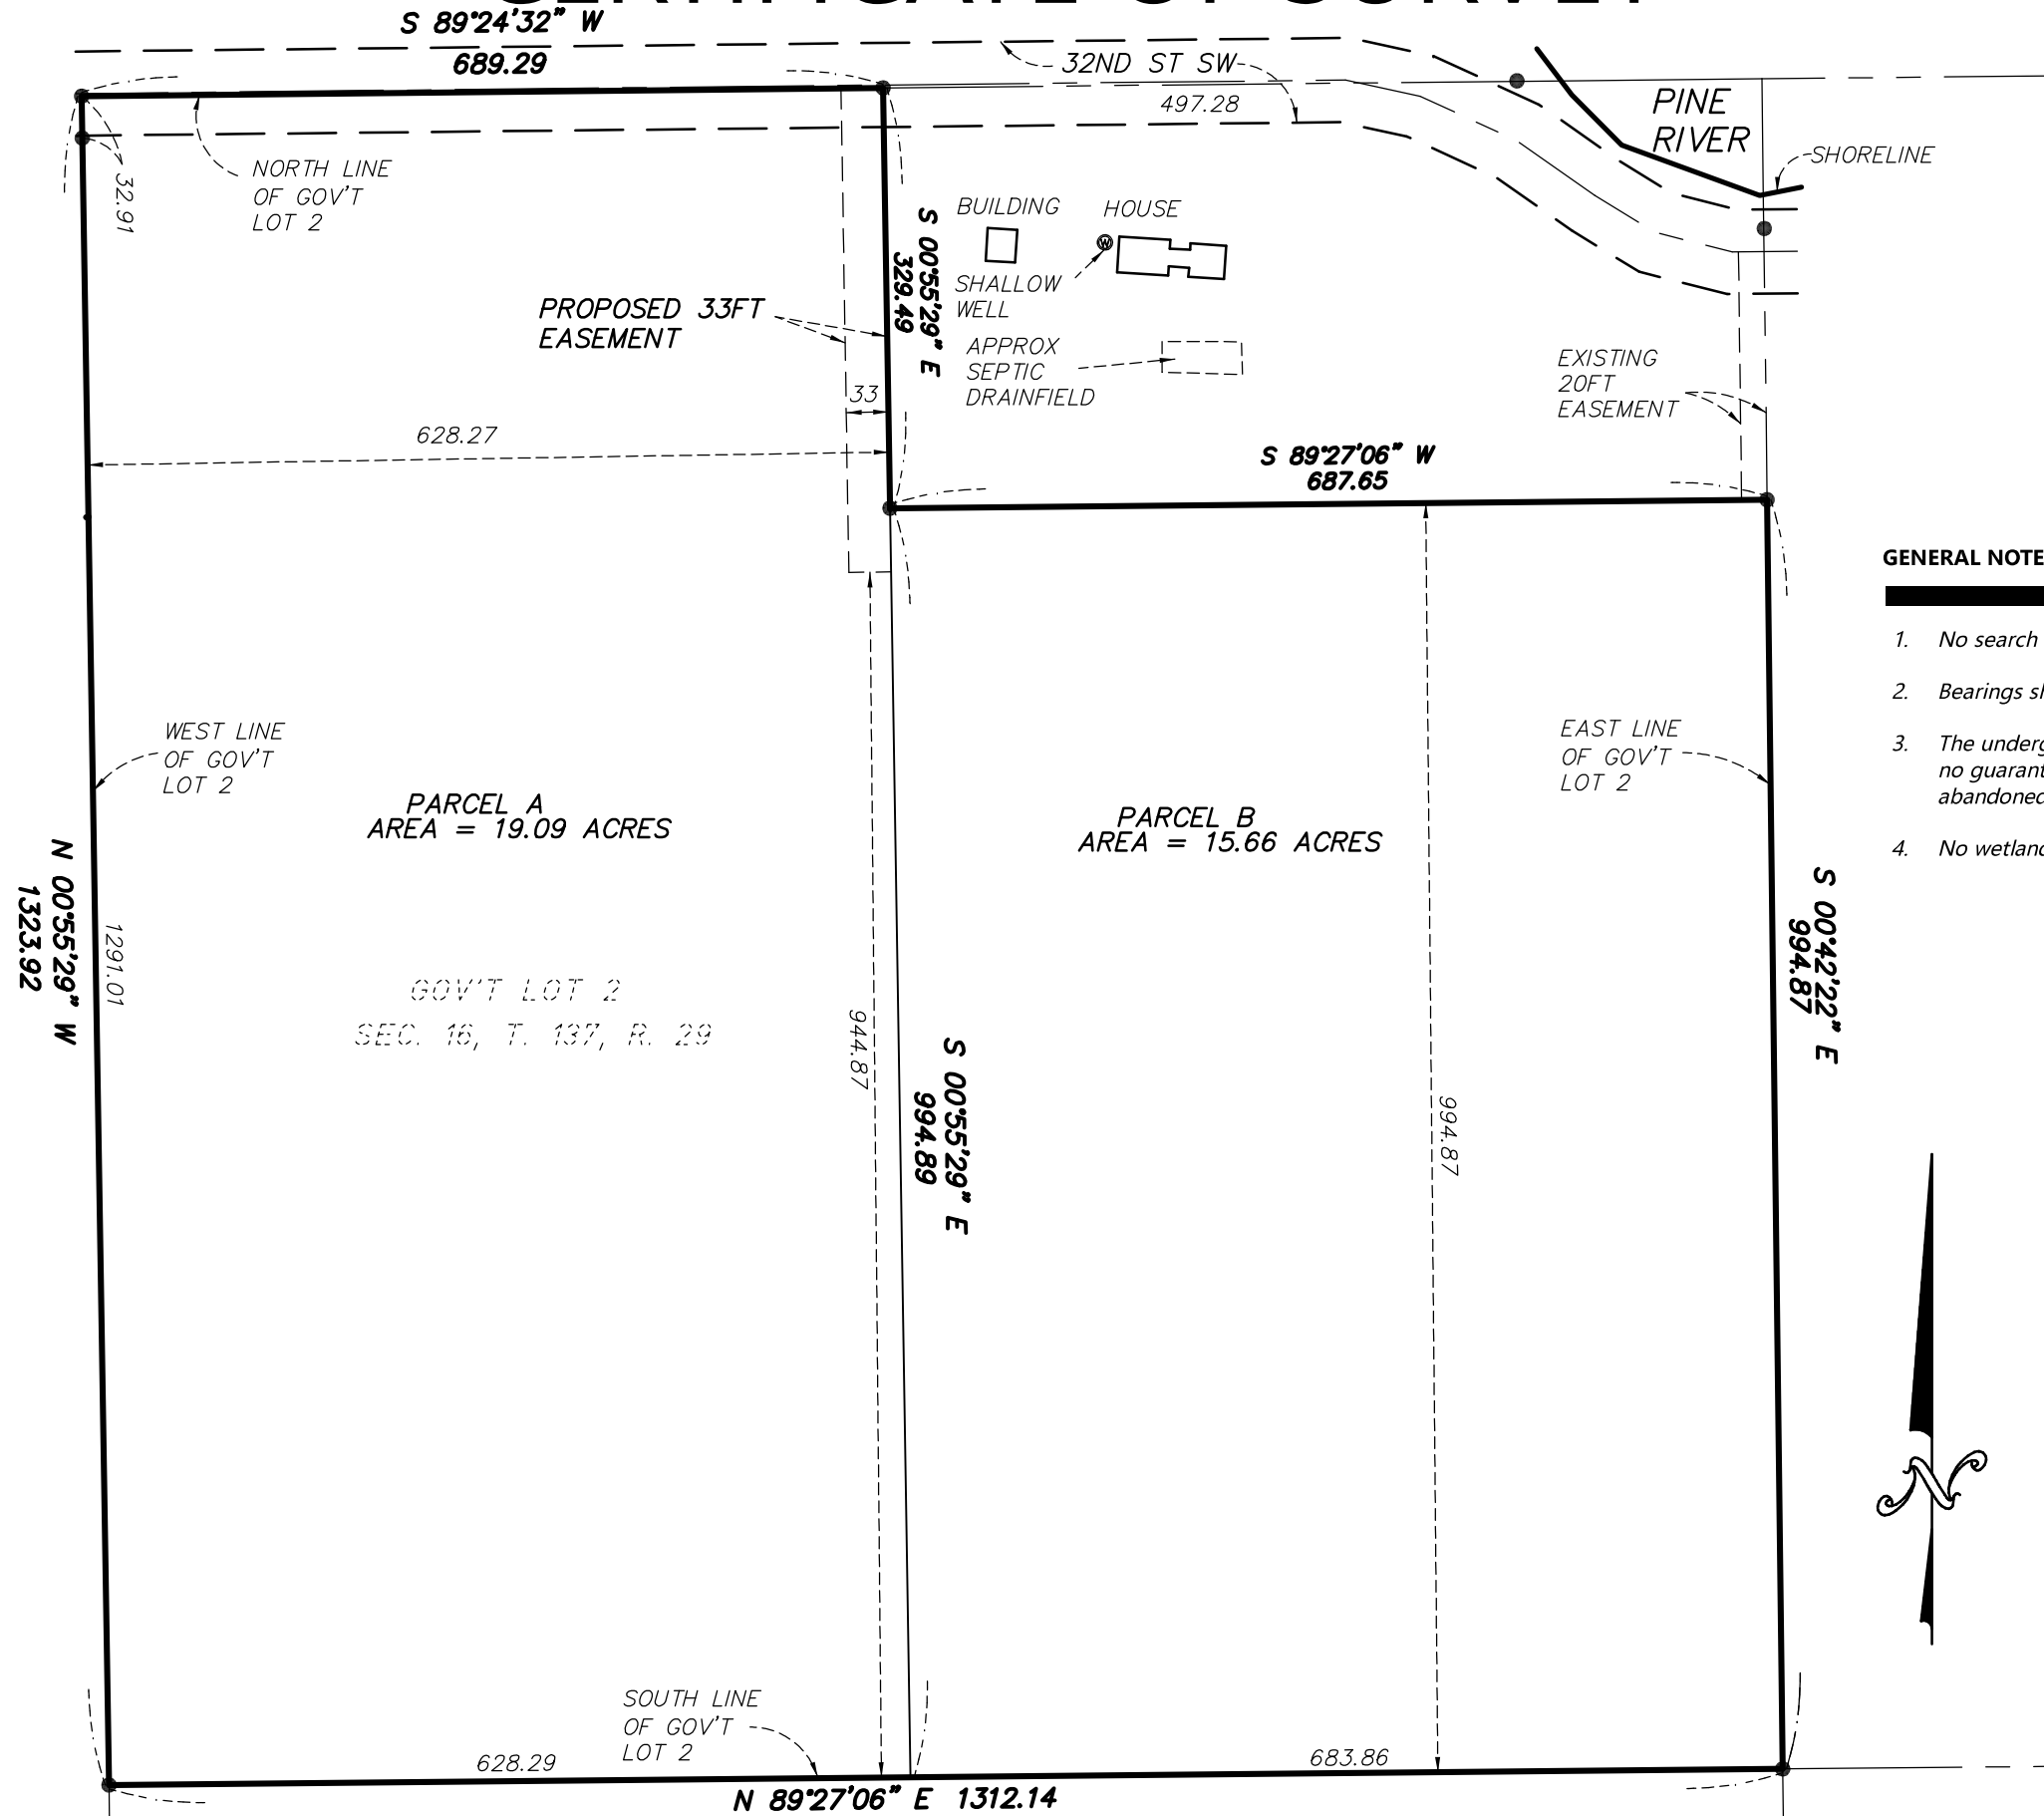 S 89°24'32" W
689.29
32ND ST SW
497.28
PINE
RIVER
SHORELINE
NORTH LINE
OF GOV'T
LOT 2
32.91
BUILDING
HOUSE
W
SHALLOW
WELL
S 00°55'29" E
329.49
PROPOSED 33FT
EASEMENT
APPROX
SEPTIC
DRAINFIELD
33
EXISTING
20FT
EASEMENT
628.27
S 89°27'06" W
687.65
GENERAL NOTE
1. No search
2. Bearings
3. The
no
abandoned
4. No
WEST LINE
OF GOV'T
LOT 2
EAST LINE
OF GOV'T
LOT 2
PARCEL A
AREA = 19.09 ACRES
PARCEL B
AREA = 15.66 ACRES
N 00°55'29" W
1323.92
1291.01
S 00°42'22" E
994.87
GOV'T LOT 2
SEC. 16, T. 137, R. 29
944.87
S 00°55'29" E
994.89
994.87
N
SOUTH LINE
OF GOV'T
LOT 2
628.29
683.86
N 89°27'06" E 1312.14